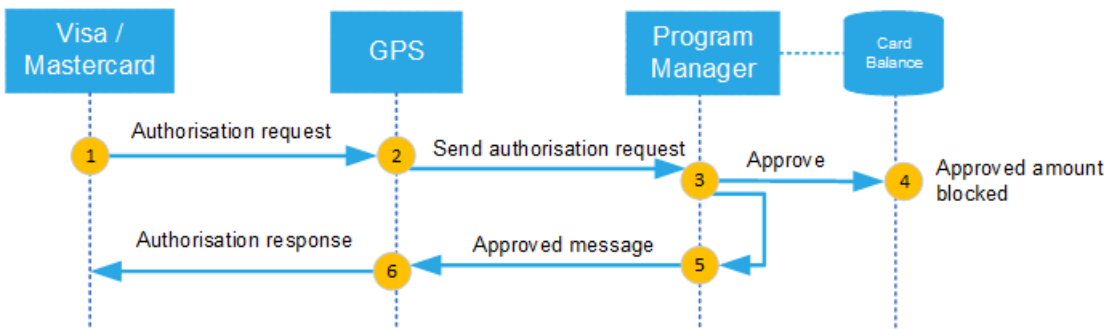 Visa /
Mastercard
GPS
Program
Manager
Card
Balance
Authorisation request
Send authorisation request
Approve
Approved amount
blocked
1
2
3
4
Authorisation response
Approved message
5
6